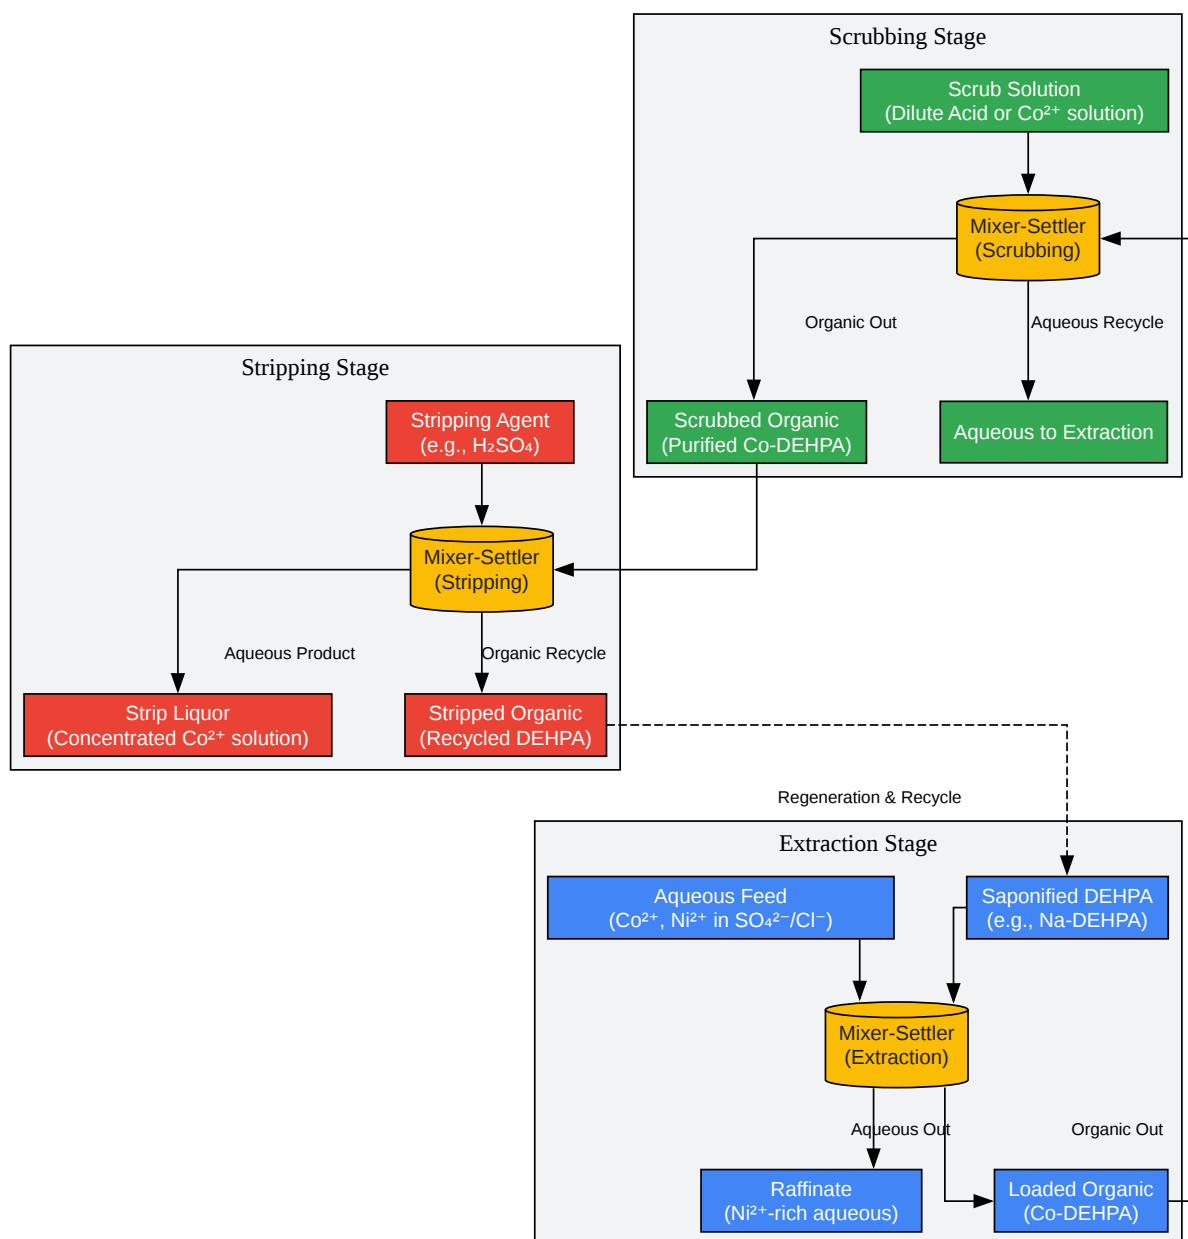 Scrubbing Stage
Scrub Solution
(Dilute Acid or Co²⁺ solution)
Mixer-Settler
(Scrubbing)
Organic Out
Aqueous Recycle
Scrubbed Organic
(Purified Co-DEHPA)
Aqueous to Extraction
Stripping Stage
Stripping Agent
(e.g., H₂SO₄)
Mixer-Settler
(Stripping)
Aqueous Product
Organic Recycle
Strip Liquor
(Concentrated Co²⁺ solution)
Stripped Organic
(Recycled DEHPA)
Regeneration & Recycle
Extraction Stage
Aqueous Feed
(Co²⁺, Ni²⁺ in SO₄²⁻/Cl⁻)
Saponified DEHPA
(e.g., Na-DEHPA)
Mixer-Settler
(Extraction)
Aqueous Out
Organic Out
Raffinate
(Ni²⁺-rich aqueous)
Loaded Organic
(Co-DEHPA)